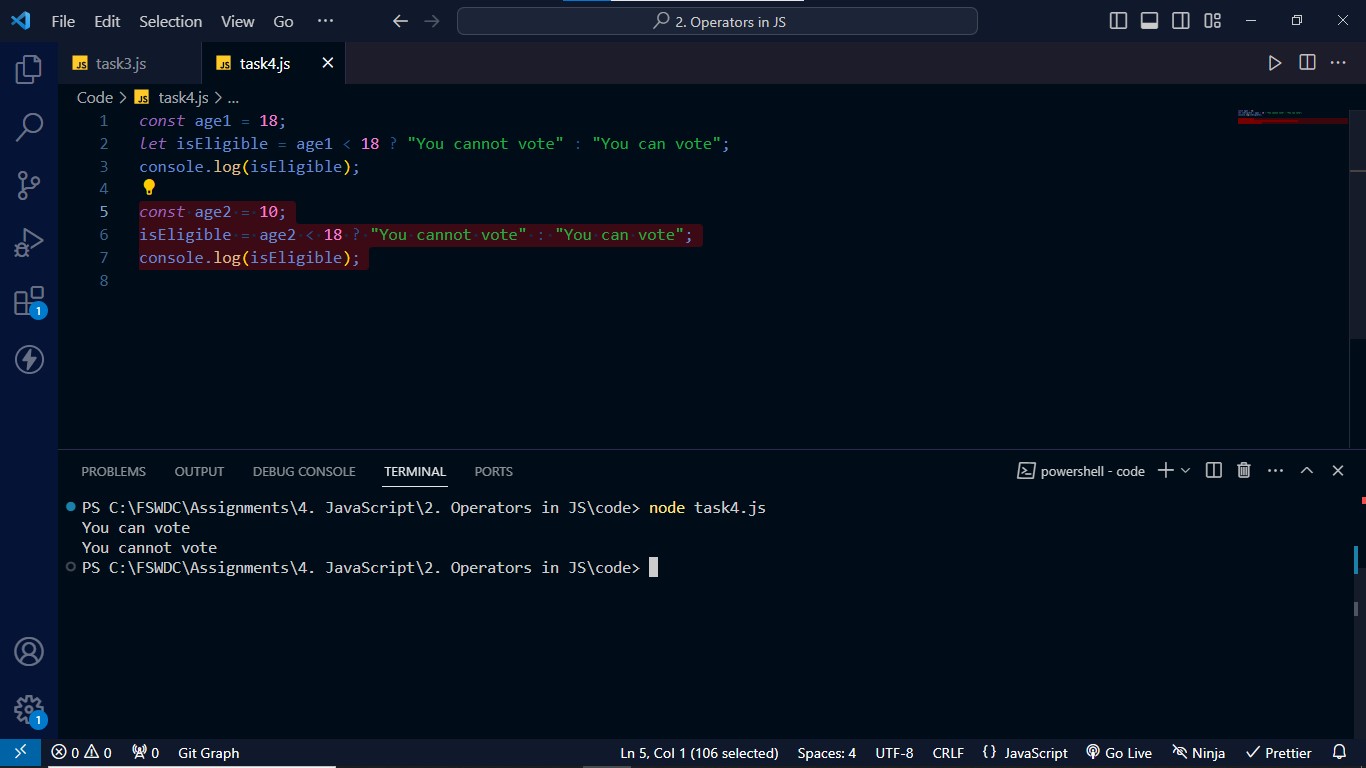 File Edit Selection View Go ··· 2. Operators in JS
JS task3.js JS task4.js
Code > JS task4.js > ...
1 const age1 = 18;
2 let isEligible = age1 < 18 ? "You cannot vote" : "You can vote";
3 console.log(isEligible);
4
5 const age2 = 10;
6 isEligible = age2 < 18 ? "You cannot vote" : "You can vote";
7 console.log(isEligible);
8
1
PROBLEMS OUTPUT DEBUG CONSOLE TERMINAL PORTS powershell - code
PS C:\FSWDC\Assignments\4. JavaScript\2. Operators in JS\code> node task4.js
You can vote
You cannot vote
PS C:\FSWDC\Assignments\4. JavaScript\2. Operators in JS\code>
1
0 0 0 Git Graph Ln 5, Col 1 (106 selected) Spaces: 4 UTF-8 CRLF {} JavaScript Go Live Ninja Prettier